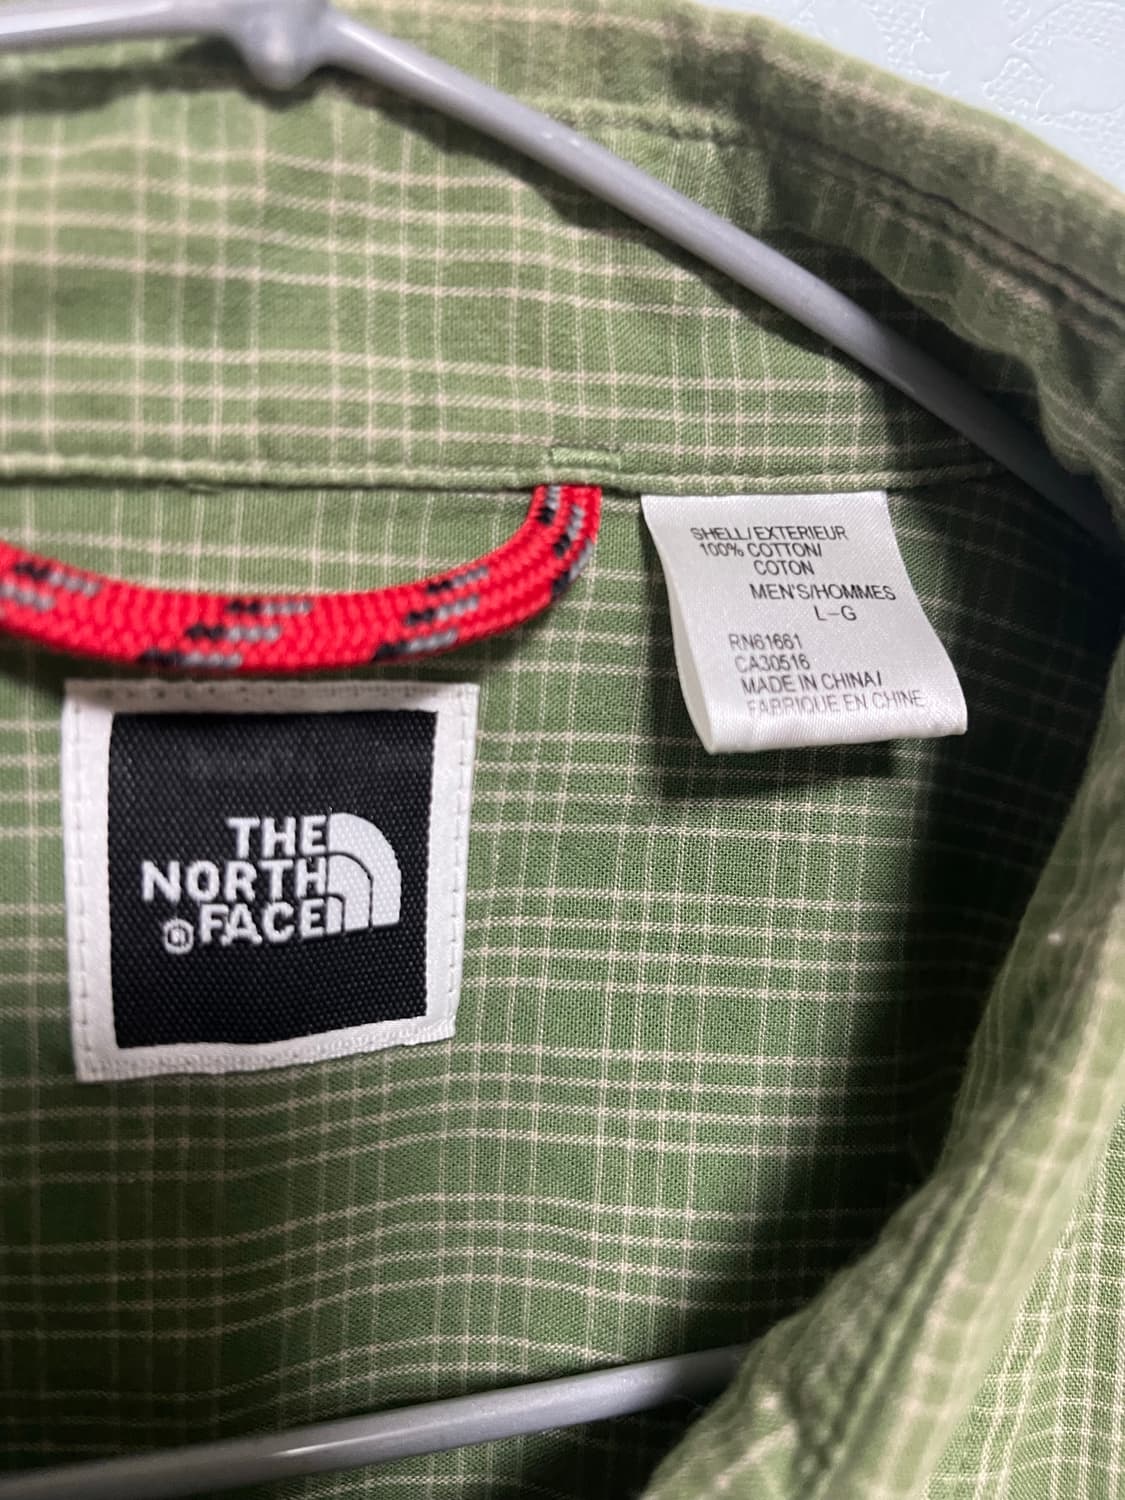 SHELL/EXTERIEUR
100% COTTON/
COTON
MEN'S/HOMMES
L-G
RN61661
CA30516
MADE IN CHINA/
FABRIQUE EN CHINE
THE
NORTH
®FACE